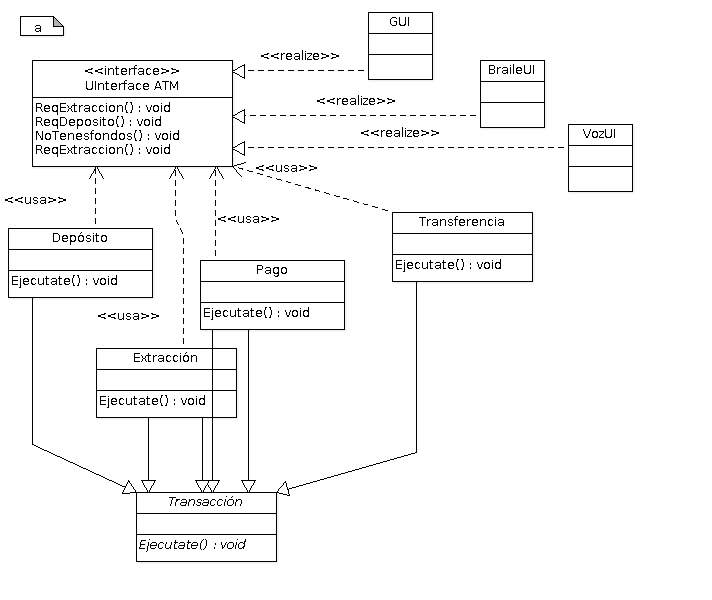 a
GUI
<<realize>>
<<interface>>
UInterface ATM
BraileUI
ReqExtraccion() : void
ReqDeposito() : void
NoTenesfondos() : void
ReqExtraccion() : void
<<realize>>
<<realize>>
VozUI
<<usa>>
<<usa>>
<<usa>>
Transferencia
Ejecutate() : void
Depósito
Ejecutate() : void
Pago
Ejecutate() : void
<<usa>>
Extracción
Ejecutate() : void
Transacción
Ejecutate() : void